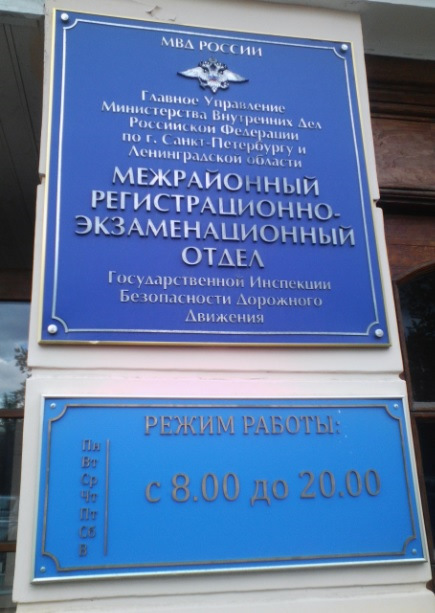 МВД РОССИИ
Главное Управление
Министерства Внутренних Дел
Российской Федерации
по г. Санкт-Петербургу и
Ленинградской области
МЕЖРАЙОННЫЙ
РЕГИСТРАЦИОННО-
ЭКЗАМЕНАЦИОННЫЙ
ОТДЕЛ
Государственной Инспекции
Безопасности Дорожного
Движения
РЕЖИМ РАБОТЫ:
Пн
Вт
Ср
Чт
Пт
Сб
В
с 8.00 до 20.00